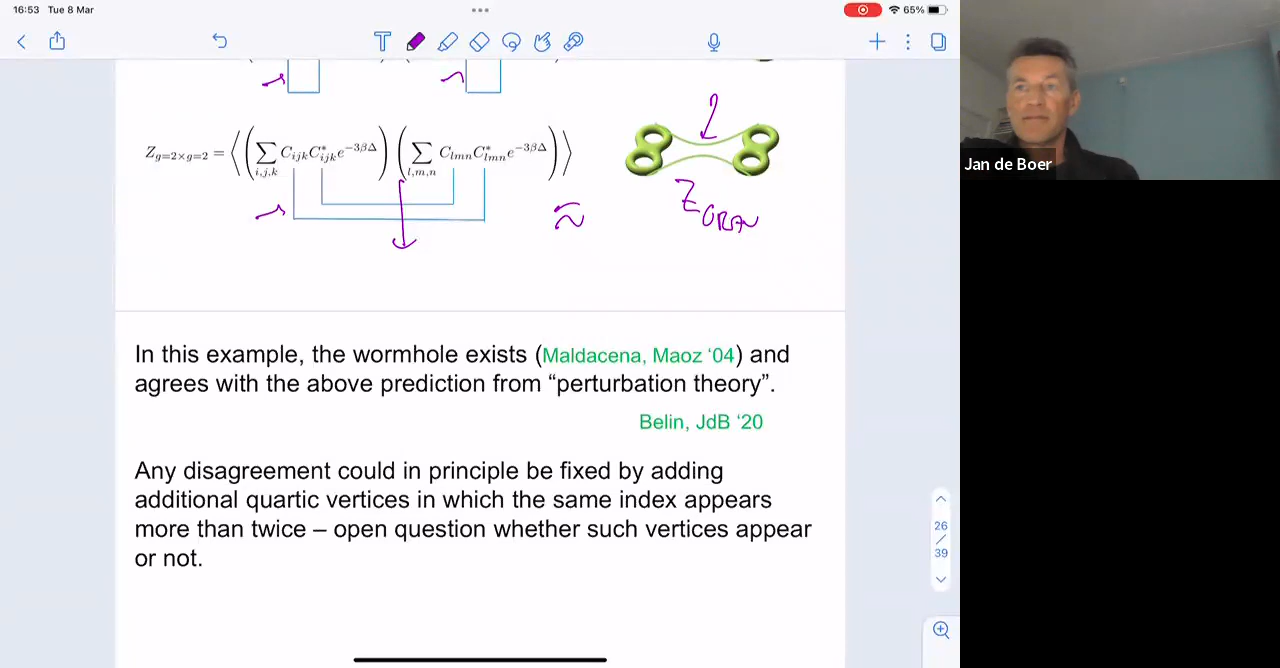 16:53 Tue 8 Mar
65%
Z_{g=2×g=2} = ⟨ ( ∑_{i,j,k} C_{ijk} C^*_{ijk} e^{−3βΔ} ) ( ∑_{l,m,n} C_{lmn} C^*_{lmn} e^{−3βΔ} ) ⟩
≈ Z_{GRAV}
In this example, the wormhole exists (Maldacena, Maoz ‘04) and
agrees with the above prediction from “perturbation theory”.
Belin, JdB ‘20
Any disagreement could in principle be fixed by adding
additional quartic vertices in which the same index appears
more than twice – open question whether such vertices appear
or not.
26
39
Jan de Boer